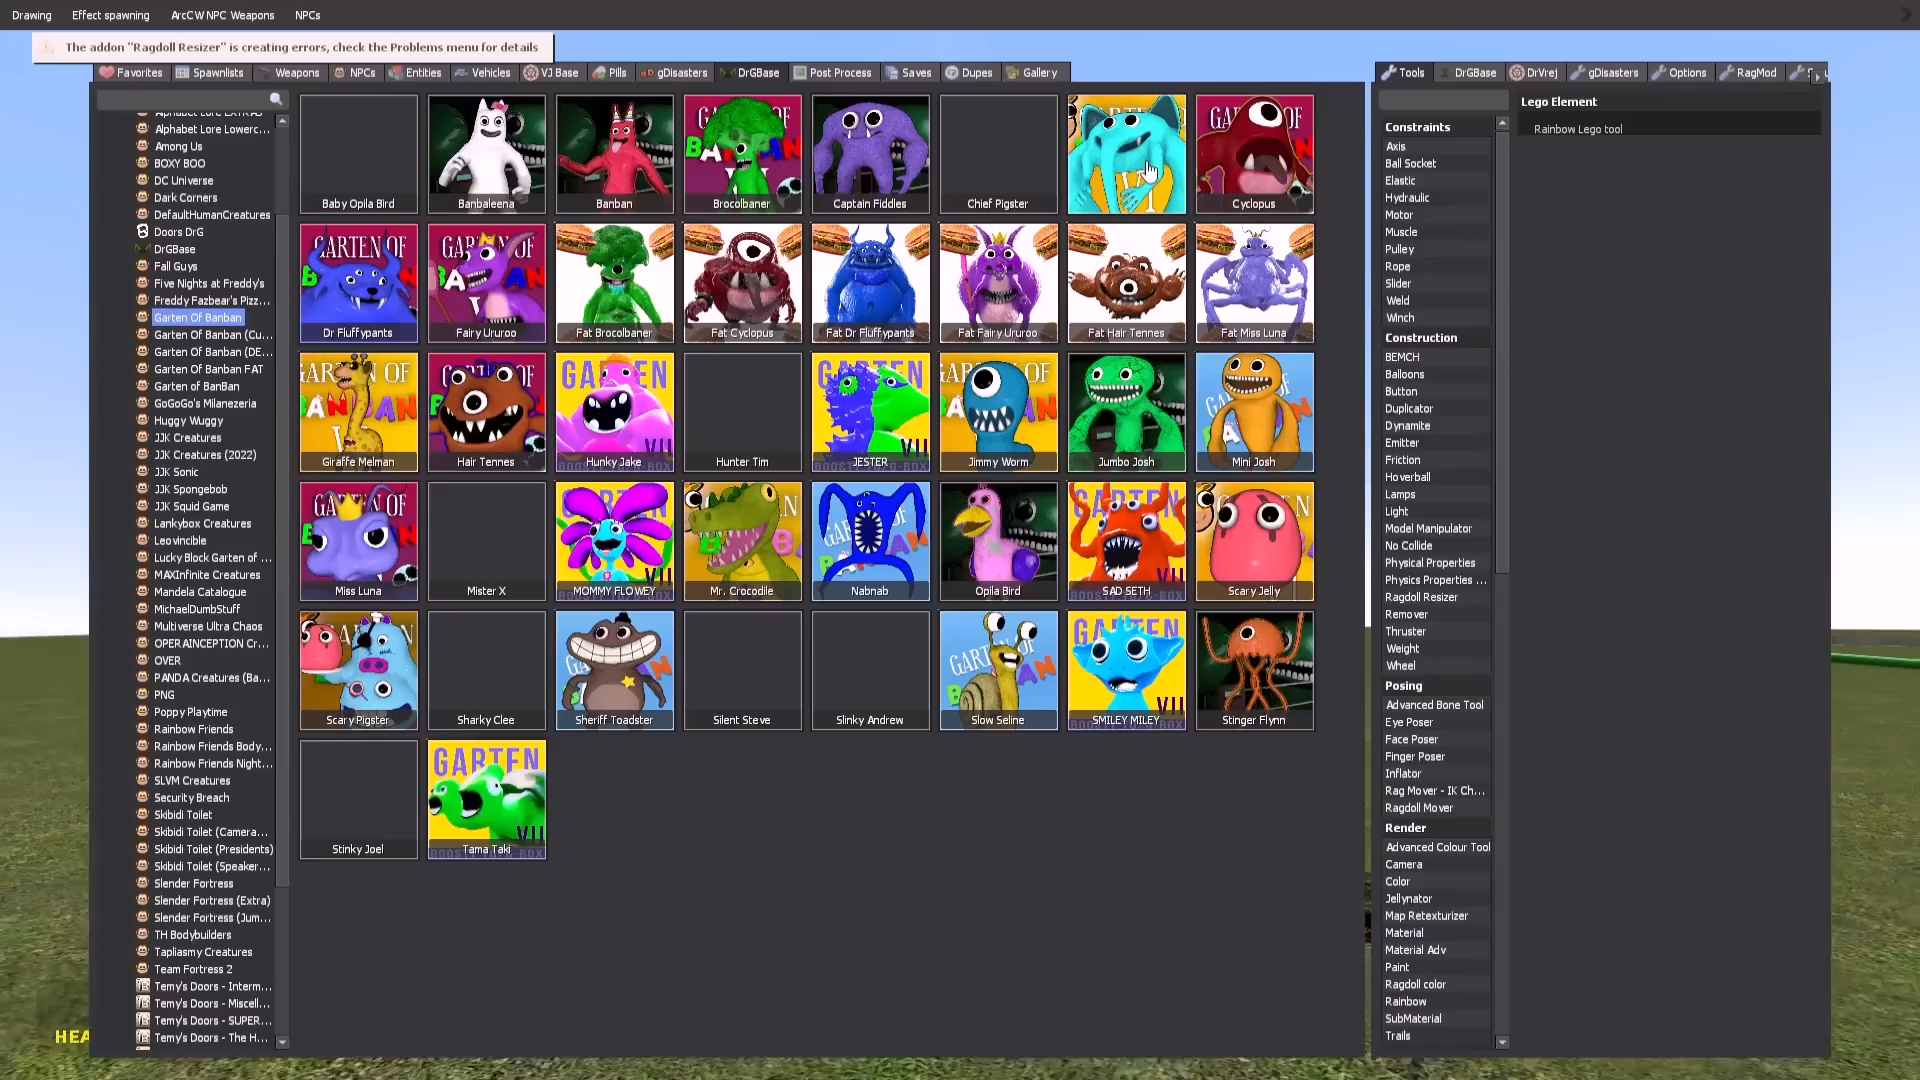 Drawing Effect spawning ArcCW NPC Weapons NPCs
The addon "Ragdoll Resizer" is creating errors, check the Problems menu for details
Favorites Spawnlists Weapons NPCs Entities Vehicles VJ Base Pills gDisasters DrGBase Post Process Saves Dupes Gallery
Alphabet Lore EXTRAS
Alphabet Lore Lowerc...
Among Us
BOXY BOO
DC Universe
Dark Corners
DefaultHumanCreatures
Doors DrG
DrGBase
Fall Guys
Five Nights at Freddy's
Freddy Fazbear's Pizz...
Garten Of Banban
Garten Of Banban (Cu...
Garten Of Banban (DE...
Garten Of Banban FAT
Garten of BanBan
GoGoGo's Milanezeria
Huggy Wuggy
JJK Creatures
JJK Creatures (2022)
JJK Sonic
JJK Spongebob
JJK Squid Game
Lankybox Creatures
Leovincible
Lucky Block Garten of ...
MAXInfinite Creatures
Mandela Catalogue
MichaelDumbStuff
Multiverse Ultra Chaos
OPERAINCEPTION Cr...
OVER
PANDA Creatures (Ba...
PNG
Poppy Playtime
Rainbow Friends
Rainbow Friends Body...
Rainbow Friends Night...
SLVM Creatures
Security Breach
Skibidi Toilet
Skibidi Toilet (Camera...
Skibidi Toilet (Presidents)
Skibidi Toilet (Speaker...
Slender Fortress
Slender Fortress (Extra)
Slender Fortress (Jum...
TH Bodybuilders
Tapliasmy Creatures
Team Fortress 2
Temy's Doors - Interm...
Temy's Doors - Miscell...
Temy's Doors - SUPER...
Temy's Doors - The H...
HEA
Baby Opila Bird Banbaleena Banban Brocolbaner Captain Fiddles Chief Pigster Cyclopus
Dr Fluffypants Fairy Ururoo Fat Brocolbaner Fat Cyclopus Fat Dr Fluffypants Fat Fairy Ururoo Fat Hair Tennes Fat Miss Luna
Giraffe Melman Hair Tennes Hunky Jake Hunter Tim JESTER Jimmy Worm Jumbo Josh Mini Josh
Miss Luna Mister X MOMMY FLOWEY Mr. Crocodile Nabnab Opila Bird SAD SETH Scary Jelly
Scary Pigster Sharky Clee Sheriff Toadster Silent Steve Slinky Andrew Slow Seline SMILEY MILEY Stinger Flynn
Stinky Joel Tama Taki
Tools DrGBase DrVrej gDisasters Options RagMod
Constraints
Axis
Ball Socket
Elastic
Hydraulic
Motor
Muscle
Pulley
Rope
Slider
Weld
Winch
Construction
BEMCH
Balloons
Button
Duplicator
Dynamite
Emitter
Friction
Hoverball
Lamps
Light
Model Manipulator
No Collide
Physical Properties
Physics Properties ...
Ragdoll Resizer
Remover
Thruster
Weight
Wheel
Posing
Advanced Bone Tool
Eye Poser
Face Poser
Finger Poser
Inflator
Rag Mover - IK Ch...
Ragdoll Mover
Render
Advanced Colour Tool
Camera
Color
Jellynator
Map Retexturizer
Material
Material Adv
Paint
Ragdoll color
Rainbow
SubMaterial
Trails
Lego Element
Rainbow Lego tool